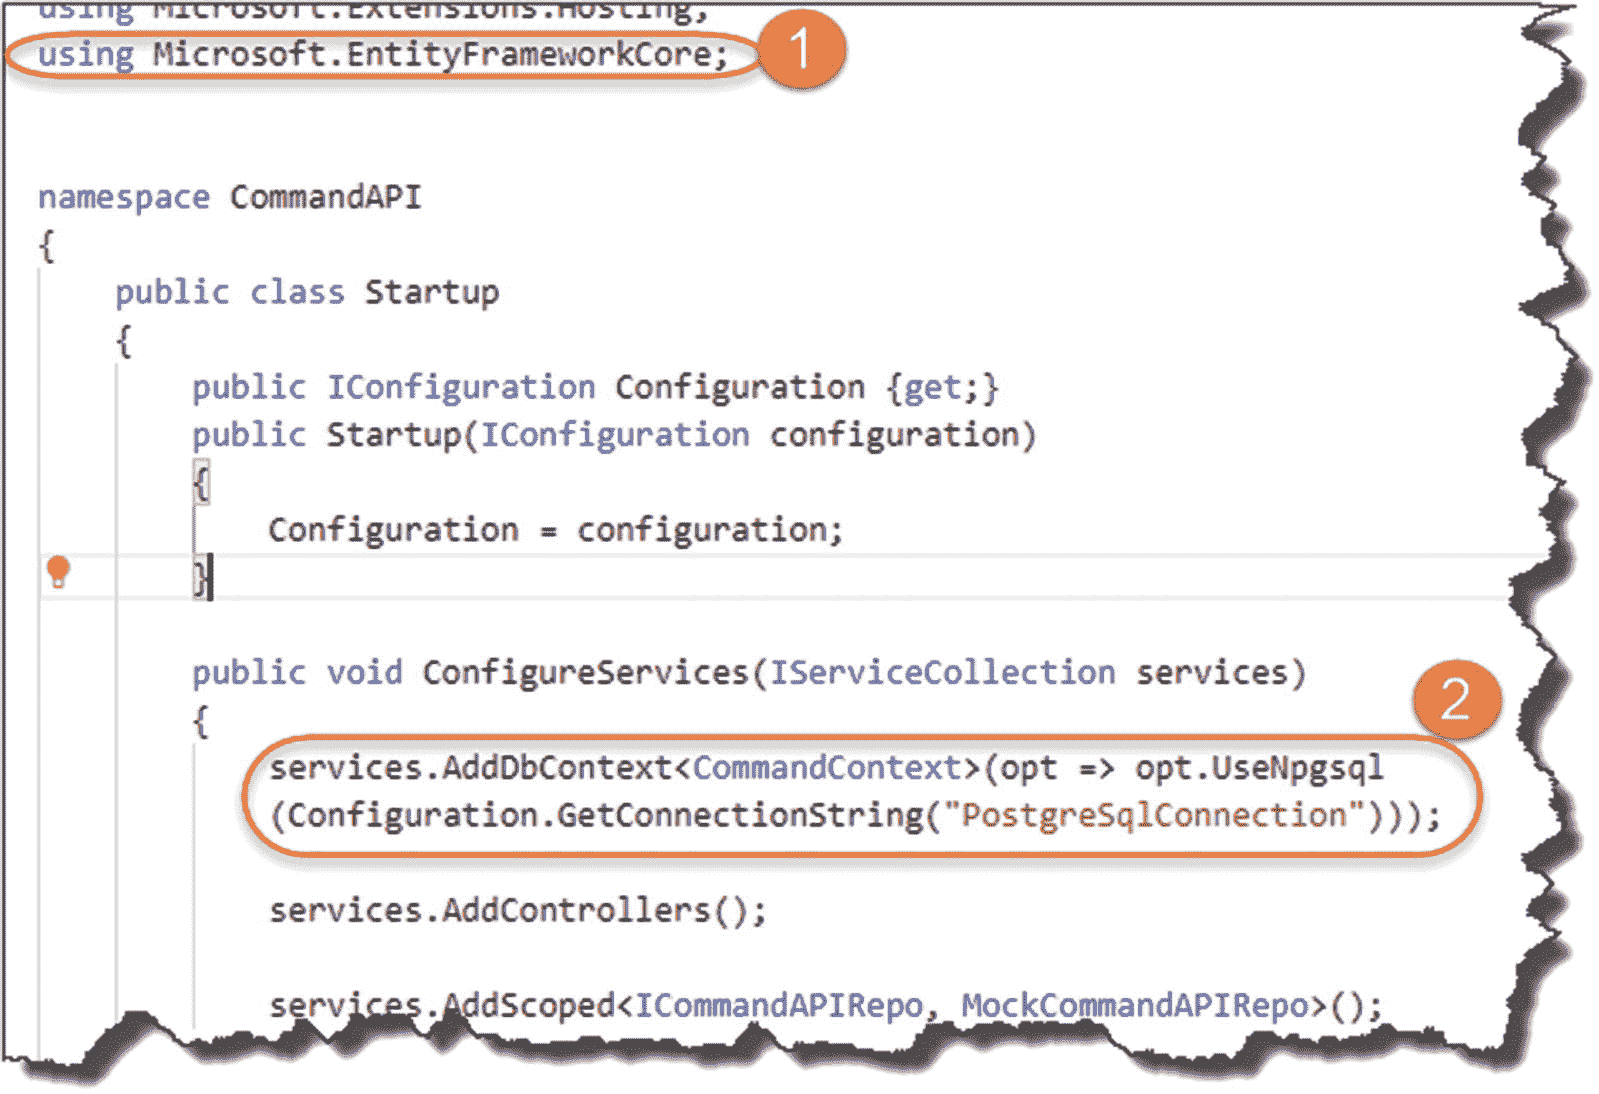 using Microsoft.Extensions.Hosting;
using Microsoft.EntityFrameworkCore;
1
namespace CommandAPI
{
public class Startup
{
public IConfiguration Configuration {get;}
public Startup(IConfiguration configuration)
{
Configuration = configuration;
}
public void ConfigureServices(IServiceCollection services)
{
2
services.AddDbContext<CommandContext>(opt => opt.UseNpgsql
(Configuration.GetConnectionString("PostgreSqlConnection")));
services.AddControllers();
services.AddScoped<ICommandAPIRepo, MockCommandAPIRepo>();